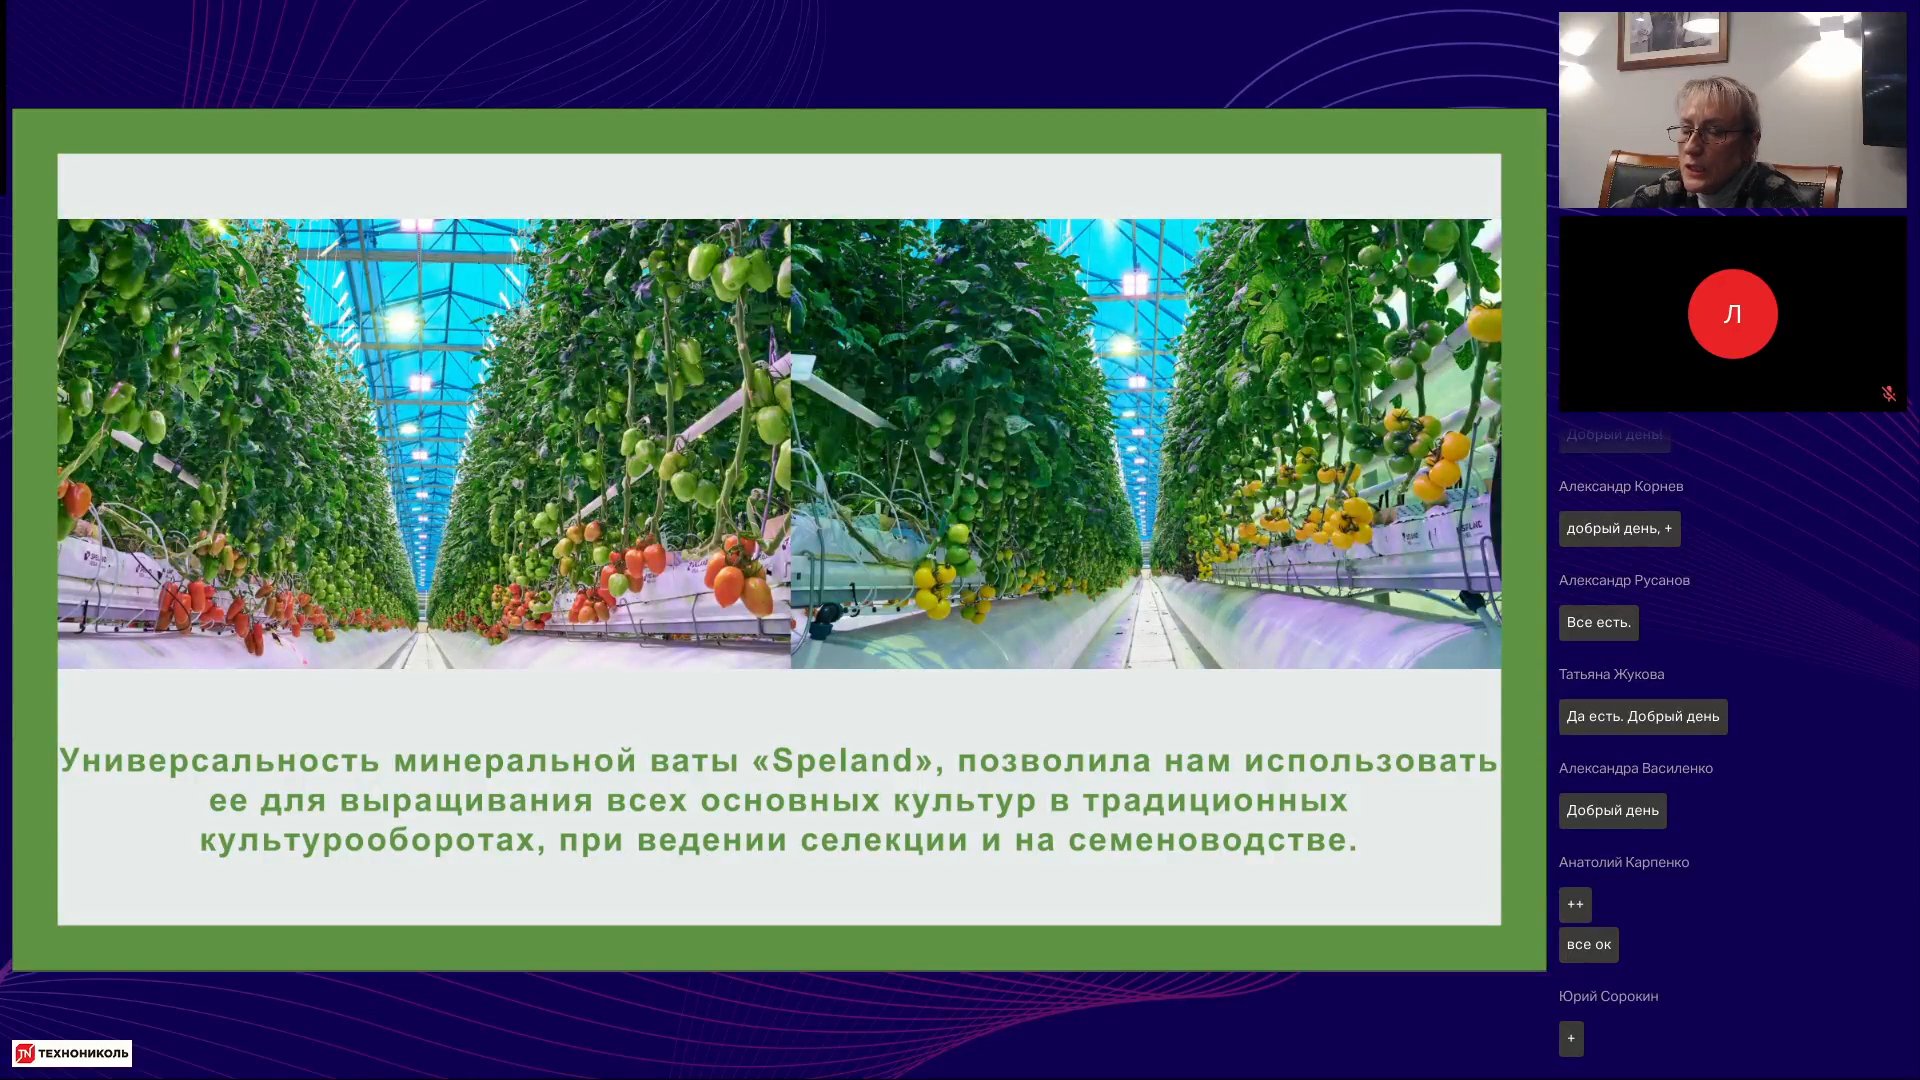 Универсальность минеральной ваты «Speland», позволила нам использовать
ее для выращивания всех основных культур в традиционных
культурооборотах, при ведении селекции и на семеноводстве.
ТЕХНОНИКОЛЬ
Л
Добрый день!
Александр Корнев
добрый день, +
Александр Русанов
Все есть.
Татьяна Жукова
Да есть. Добрый день
Александра Василенко
Добрый день
Анатолий Карпенко
++
все ок
Юрий Сорокин
+